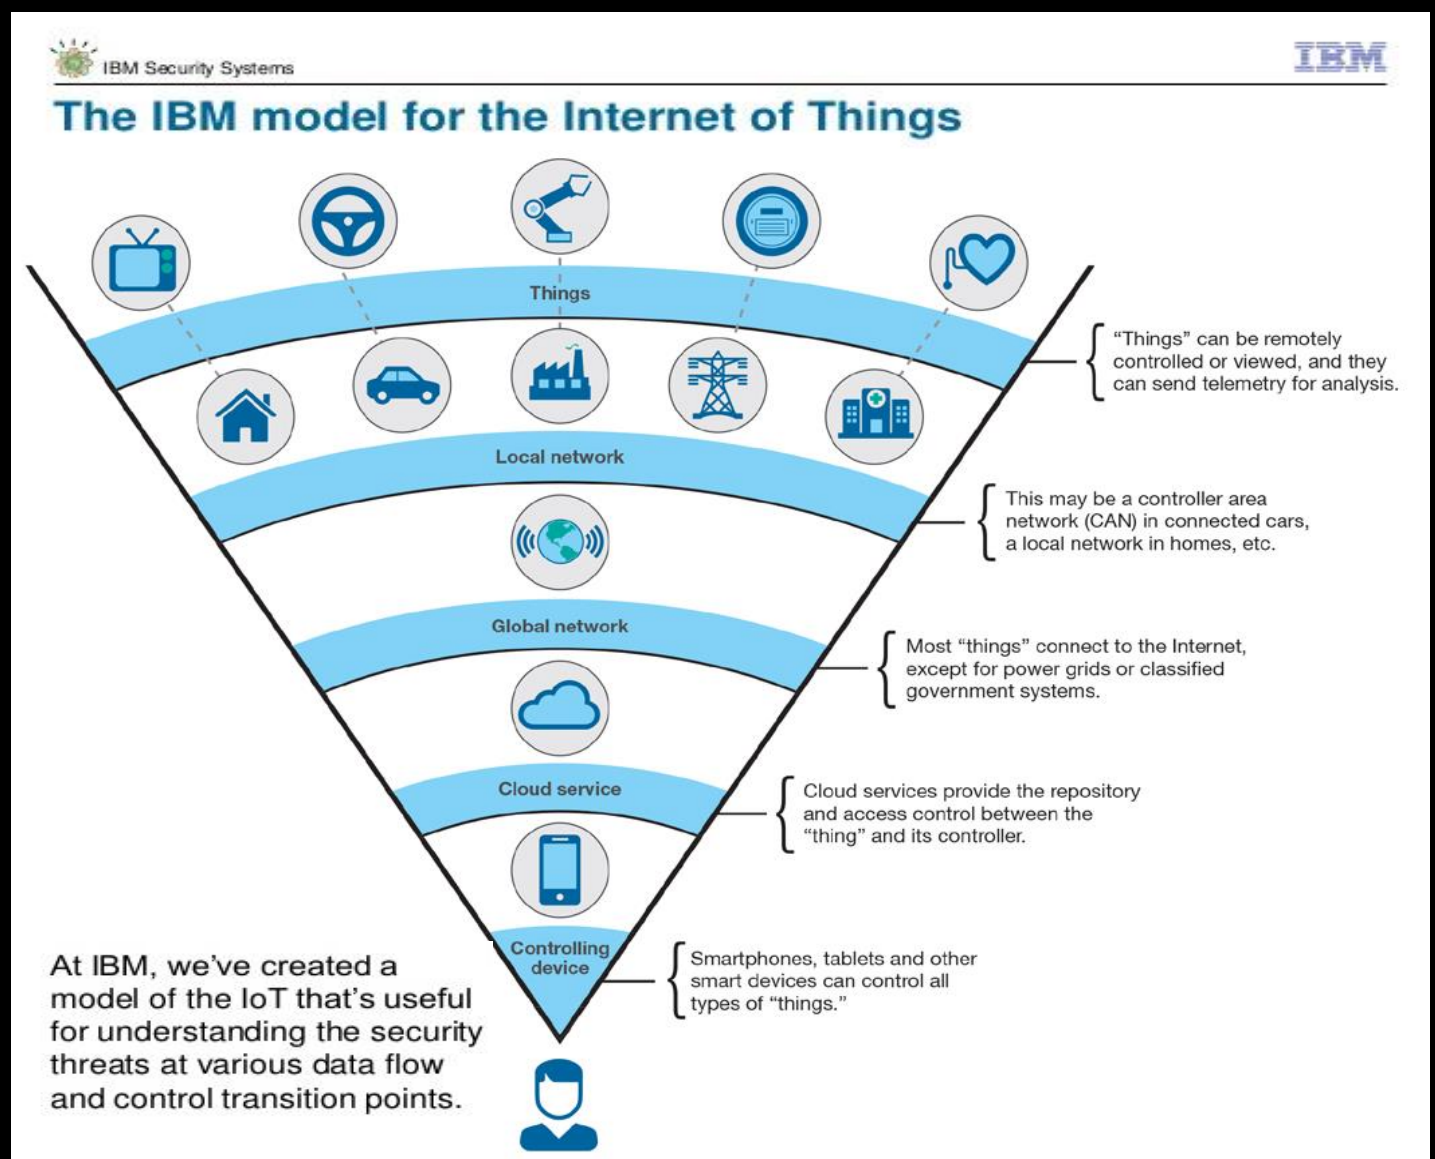 IBM Security Systems
IBM
The IBM model for the Internet of Things
Things
“Things” can be remotely
controlled or viewed, and they
can send telemetry for analysis.
Local network
This may be a controller area
network (CAN) in connected cars,
a local network in homes, etc.
Global network
Most “things” connect to the Internet,
except for power grids or classified
government systems.
Cloud service
Cloud services provide the repository
and access control between the
“thing” and its controller.
Controlling
device
Smartphones, tablets and other
smart devices can control all
types of “things.”
At IBM, we’ve created a
model of the IoT that’s useful
for understanding the security
threats at various data flow
and control transition points.